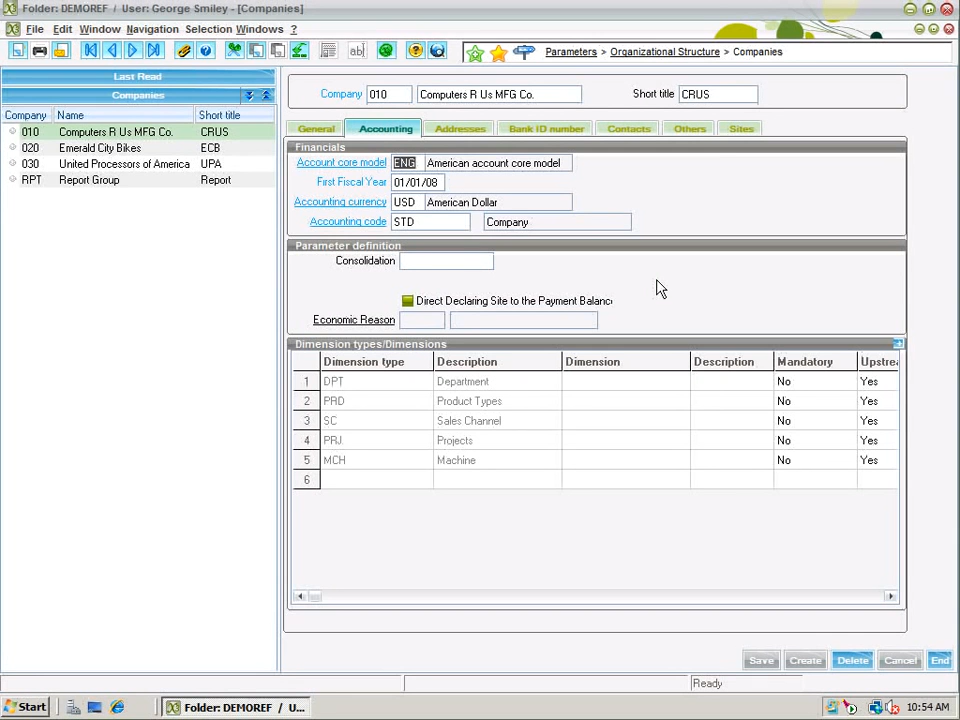 Folder: DEMOREF / User: George Smiley - [Companies]
File Edit Window Navigation Selection Windows ?
Parameters > Organizational Structure > Companies
Last Read
Companies
Company Name Short title
010 Computers R Us MFG Co. CRUS
020 Emerald City Bikes ECB
030 United Processors of America UPA
RPT Report Group Report
Company 010 Computers R Us MFG Co. Short title CRUS
General Accounting Addresses Bank ID number Contacts Others Sites
Financials
Account core model ENG American account core model
First Fiscal Year 01/01/08
Accounting currency USD American Dollar
Accounting code STD Company
Parameter definition
Consolidation
Direct Declaring Site to the Payment Balanc
Economic Reason
Dimension types/Dimensions
Dimension type Description Dimension Description Mandatory Upstrea
1 DPT Department No Yes
2 PRD Product Types No Yes
3 SC Sales Channel No Yes
4 PRJ Projects No Yes
5 MCH Machine No Yes
6
Save Create Delete Cancel End
Ready
Start Folder: DEMOREF / U... 10:54 AM